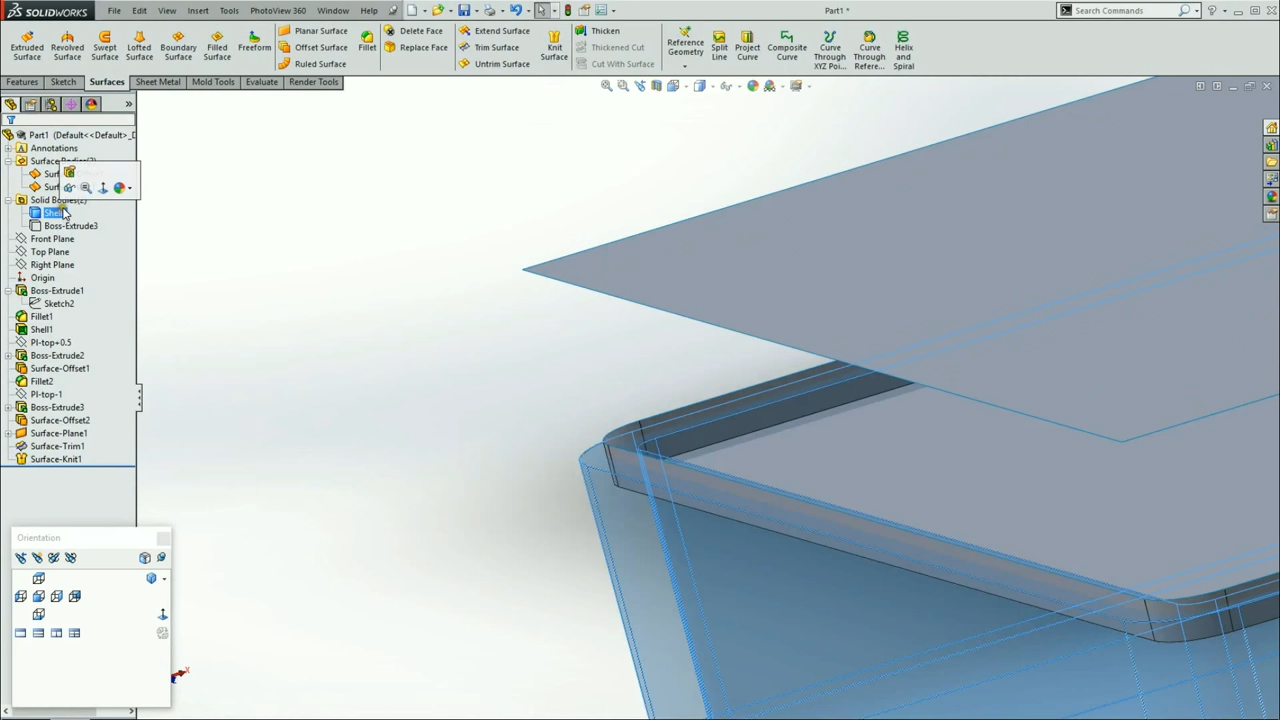 SOLIDWORKS File Edit View Insert Tools PhotoView 360 Window Help Part1 * Search Commands
Extruded Surface
Revolved Surface
Swept Surface
Lofted Surface
Boundary Surface
Filled Surface
Freeform
Planar Surface
Offset Surface
Ruled Surface
Fillet
Delete Face
Replace Face
Extend Surface
Trim Surface
Untrim Surface
Knit Surface
Thicken
Thickened Cut
Cut With Surface
Reference Geometry
Split Line
Project Curve
Composite Curve
Curve Through XYZ Poi...
Curve Through Refere...
Helix and Spiral
Features Sketch Surfaces Sheet Metal Mold Tools Evaluate Render Tools
Part1 (Default<<Default>_D
Annotations
Surf
Surf
Boss-Extrude3
Front Plane
Top Plane
Right Plane
Origin
Boss-Extrude1
Sketch2
Fillet1
Shell1
Pl-top+0.5
Boss-Extrude2
Surface-Offset1
Fillet2
Pl-top-1
Boss-Extrude3
Surface-Offset2
Surface-Plane1
Surface-Trim1
Surface-Knit1
Orientation